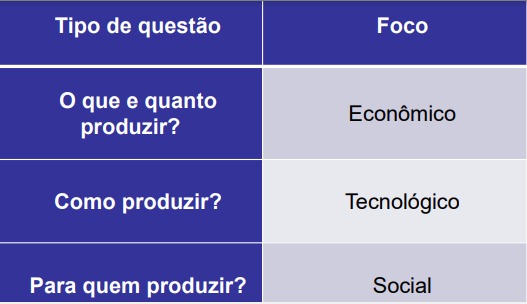 Tipo de questão
Foco
O que e quanto
produzir?
Econômico
Como produzir?
Tecnológico
Para quem produzir?
Social